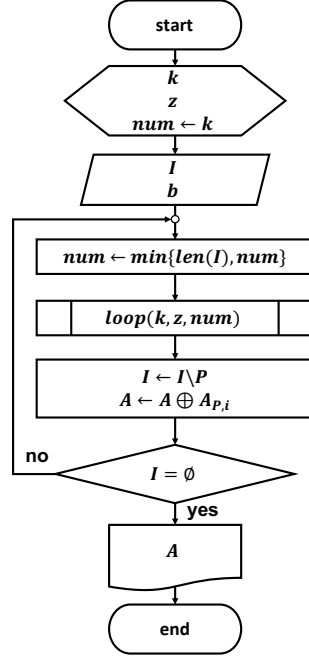 start
k
z
num ← k
I
b
num ← min{len(I), num}
loop(k, z, num)
I ← I\P
A ← A ⊕ A_{P,i}
no
I = ∅
yes
A
end